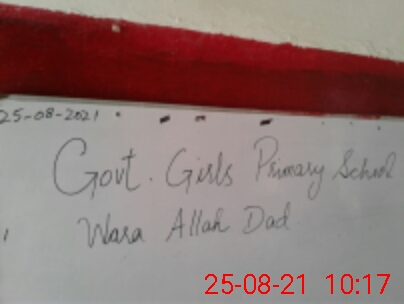 25-08-2021
Govt. Girls Primary School
Wara Allah Dad
25-08-21 10:17